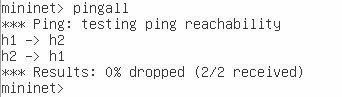 mininet> pingall
*** Ping: testing ping reachability
h1 -> h2
h2 -> h1
*** Results: 0% dropped (2/2 received)
mininet>